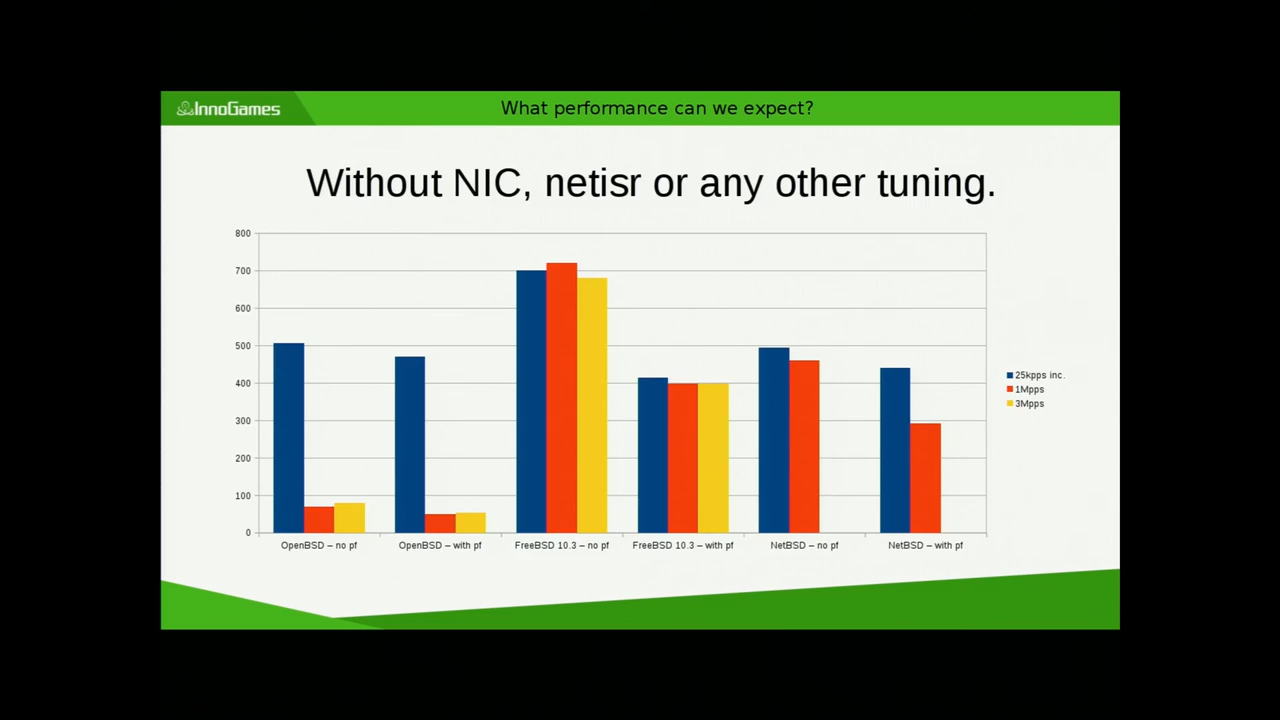 InnoGames
What performance can we expect?
Without NIC, netisr or any other tuning.
800
700
600
500
400
300
200
100
0
OpenBSD – no pf
OpenBSD – with pf
FreeBSD 10.3 – no pf
FreeBSD 10.3 – with pf
NetBSD – no pf
NetBSD – with pf
25kpps inc.
1Mpps
3Mpps